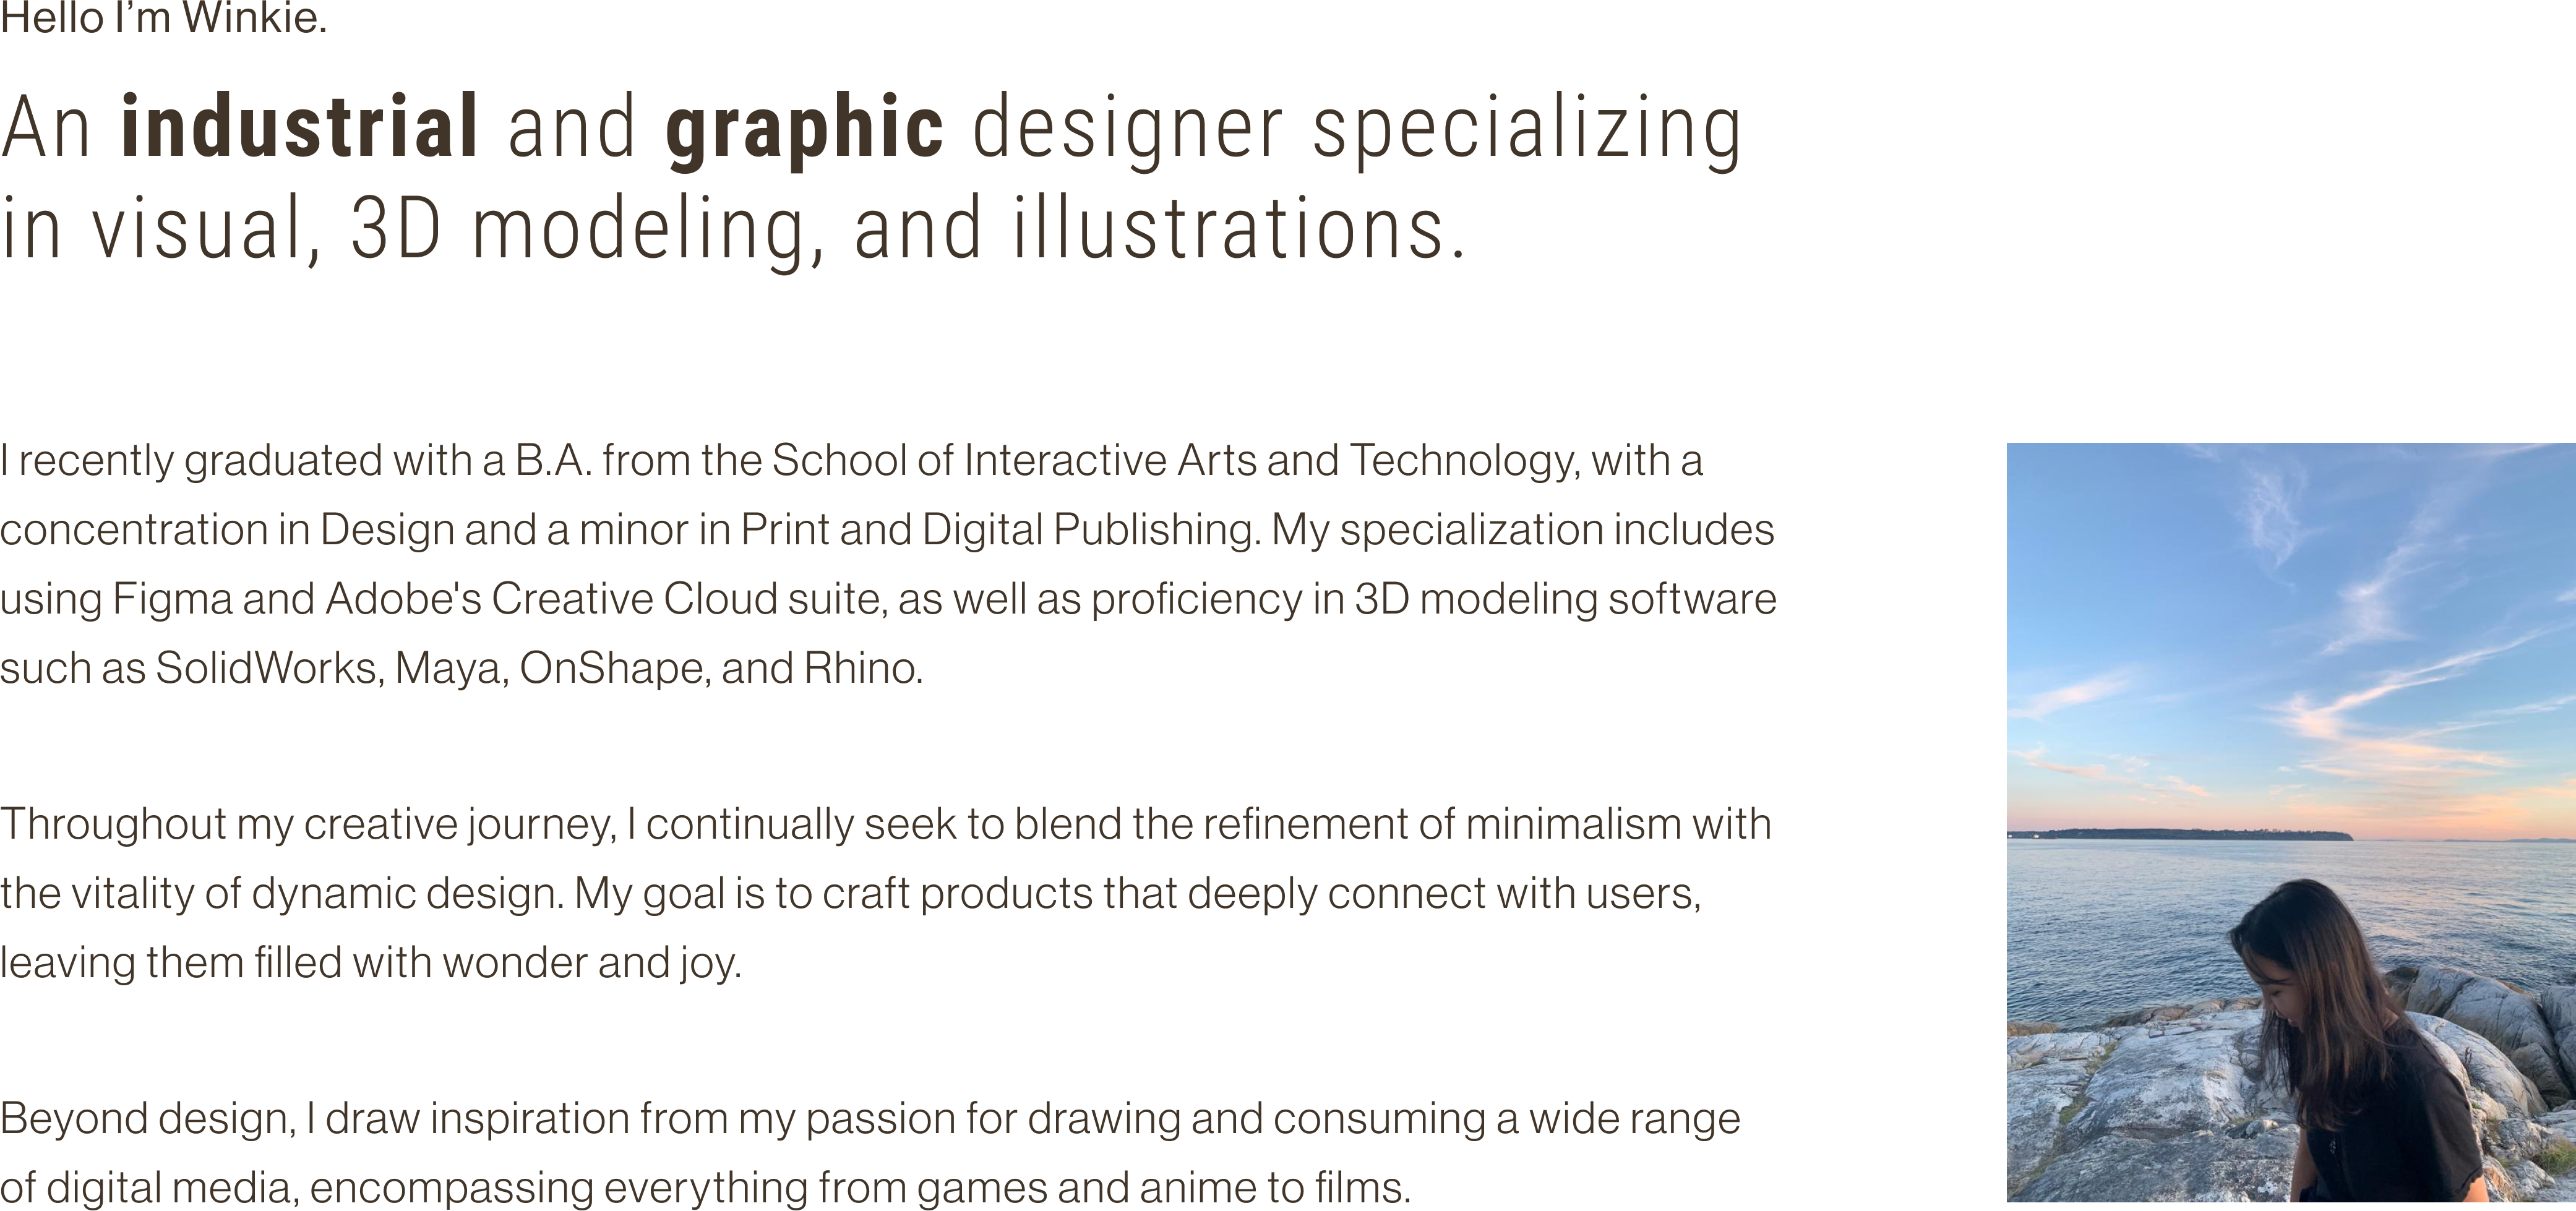 Hello I’m Winkie.
An industrial and graphic designer specializing
in visual, 3D modeling, and illustrations.
I recently graduated with a B.A. from the School of Interactive Arts and Technology, with a
concentration in Design and a minor in Print and Digital Publishing. My specialization includes
using Figma and Adobe's Creative Cloud suite, as well as proficiency in 3D modeling software
such as SolidWorks, Maya, OnShape, and Rhino.
Throughout my creative journey, I continually seek to blend the refinement of minimalism with
the vitality of dynamic design. My goal is to craft products that deeply connect with users,
leaving them filled with wonder and joy.
Beyond design, I draw inspiration from my passion for drawing and consuming a wide range
of digital media, encompassing everything from games and anime to films.